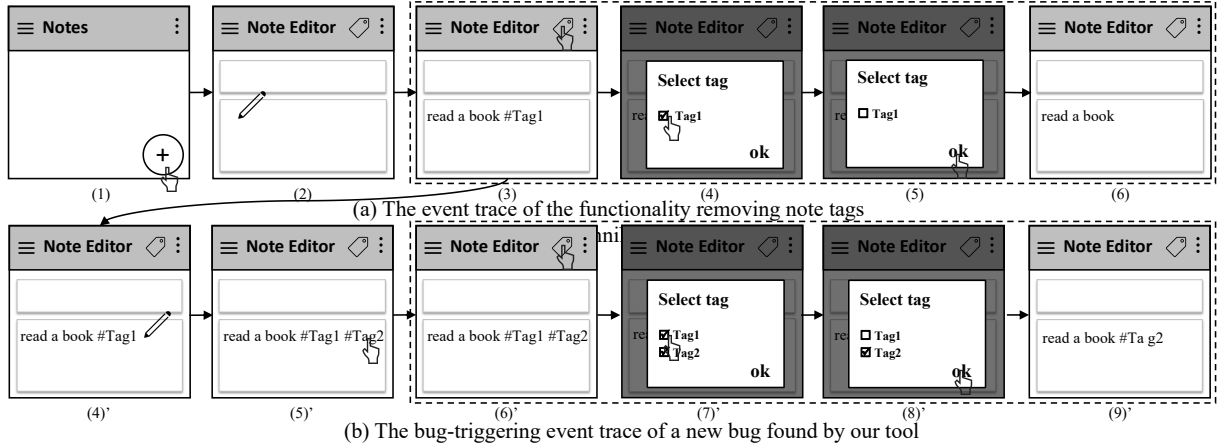 Notes
Note Editor
Note Editor
Note Editor
Note Editor
Note Editor
read a book #Tag1
rea
Select tag
Tag1
ok
re
Select tag
Tag1
ok
read a book
(1)
(2)
(3)
(4)
(5)
(6)
(a) The event trace of the functionality removing note tags
Note Editor
Note Editor
Note Editor
Note Editor
Note Editor
Note Editor
read a book #Tag1
read a book #Tag1 #Tag2
read a book #Tag1 #Tag2
rea
Select tag
Tag1
Tag2
ok
rea
Select tag
Tag1
Tag2
ok
read a book #Ta g2
(4)'
(5)'
(6)'
(7)'
(8)'
(9)'
(b) The bug-triggering event trace of a new bug found by our tool